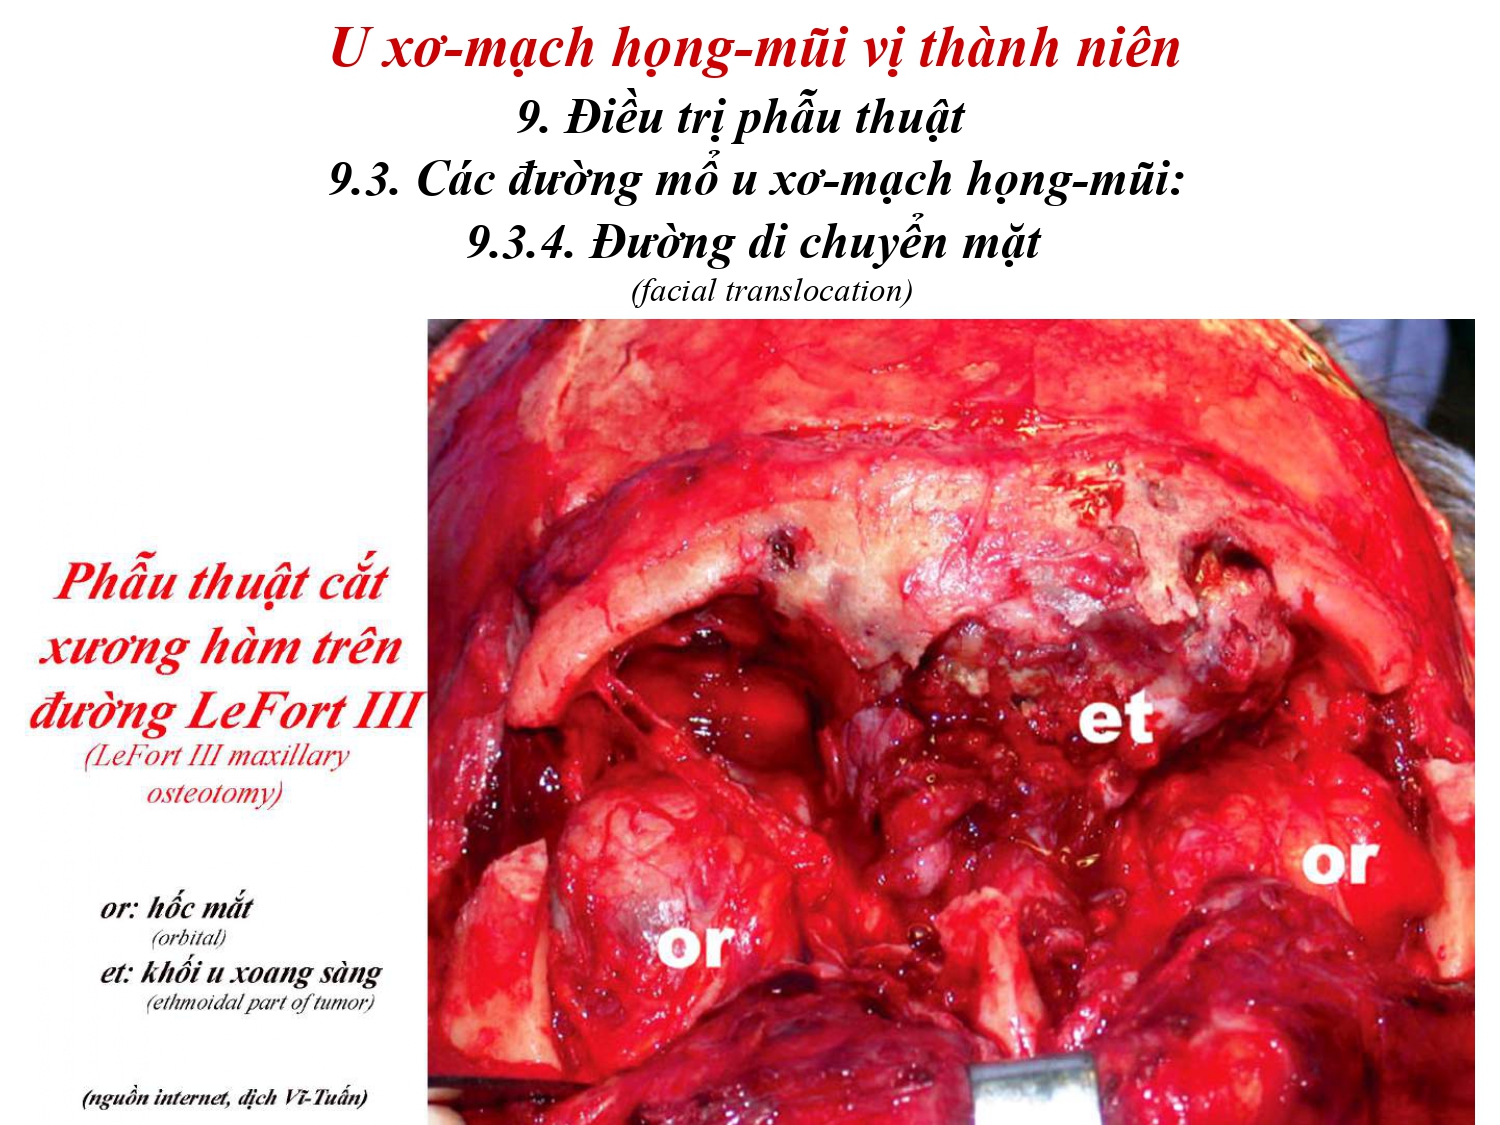 U xơ-mạch họng-mũi vị thành niên
9. Điều trị phẫu thuật
9.3. Các đường mổ u xơ-mạch họng-mũi:
9.3.4. Đường di chuyển mặt
(facial translocation)
Phẫu thuật cắt
xương hàm trên
đường LeFort III
(LeFort III maxillary
osteotomy)
or: hốc mắt
(orbital)
et: khối u xoang sàng
(ethmoidal part of tumor)
(nguồn internet, dịch Vĩ-Tuấn)
et
or
or